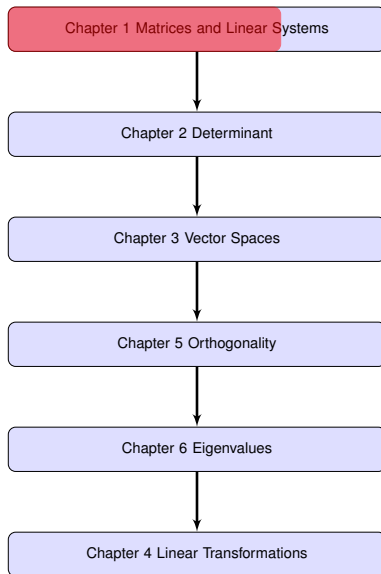 Chapter 1 Matrices and Linear Systems
Chapter 2 Determinant
Chapter 3 Vector Spaces
Chapter 5 Orthogonality
Chapter 6 Eigenvalues
Chapter 4 Linear Transformations